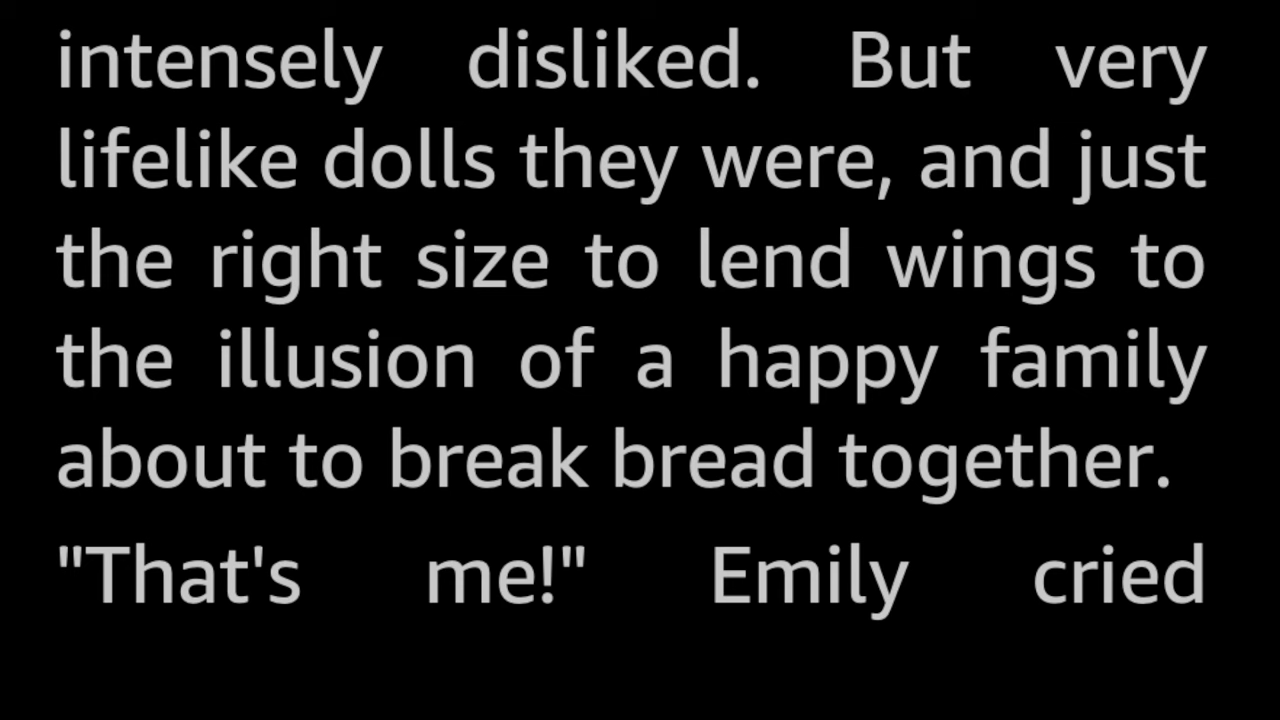 intensely disliked. But very
lifelike dolls they were, and just
the right size to lend wings to
the illusion of a happy family
about to break bread together.
"That's me!" Emily cried